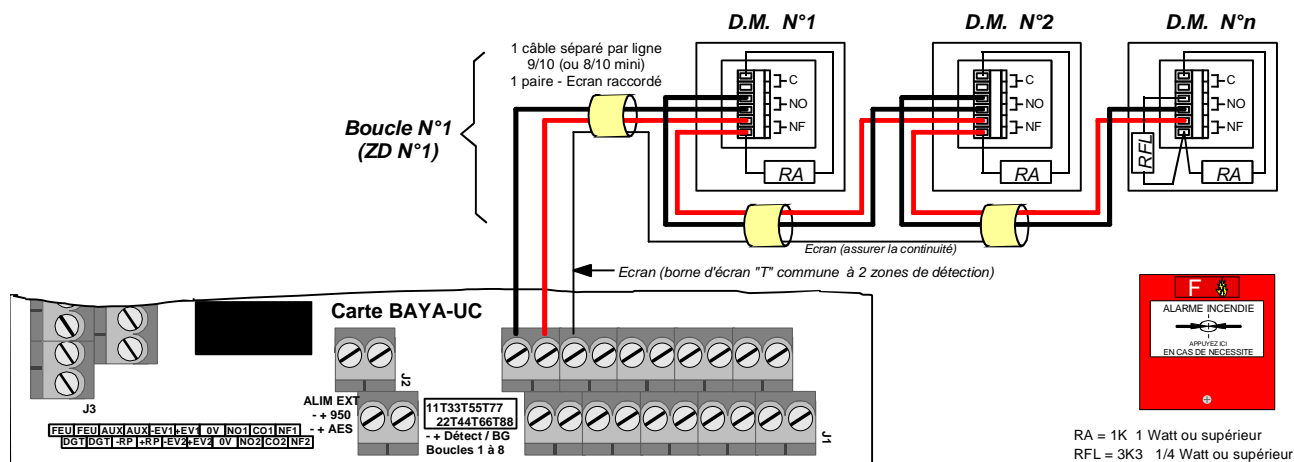 D.M. N°1
D.M. N°2
D.M. N°n
1 câble séparé par ligne
9/10 (ou 8/10 mini)
1 paire - Ecran raccordé
C
NO
NF
C
NO
NF
C
NO
NF
Boucle N°1
(ZD N°1)
RA
RA
RFL
RA
Ecran (assurer la continuité)
Ecran (borne d'écran "T" commune à 2 zones de détection)
Carte BAYA-UC
F
ALARME INCENDIE
APPUYEZ ICI
EN CAS DE NECESSITE
J3
J2
J1
ALIM EXT
- + 950
- + AES
11T33T55T77
22T44T66T88
- + Détect / BG
Boucles 1 à 8
FEU FEU AUX AUX -EV1 +EV1 0V NO1 CO1 NF1
DGT DGT -RP +RP -EV2 +EV2 0V NO2 CO2 NF2
RA = 1K 1 Watt ou supérieur
RFL = 3K3 1/4 Watt ou supérieur